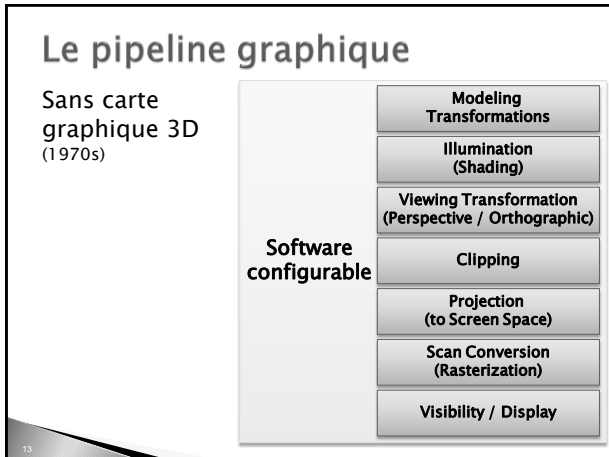 Le pipeline graphique
Sans carte
graphique 3D
(1970s)
Software
configurable
Modeling
Transformations
Illumination
(Shading)
Viewing Transformation
(Perspective / Orthographic)
Clipping
Projection
(to Screen Space)
Scan Conversion
(Rasterization)
Visibility / Display
13